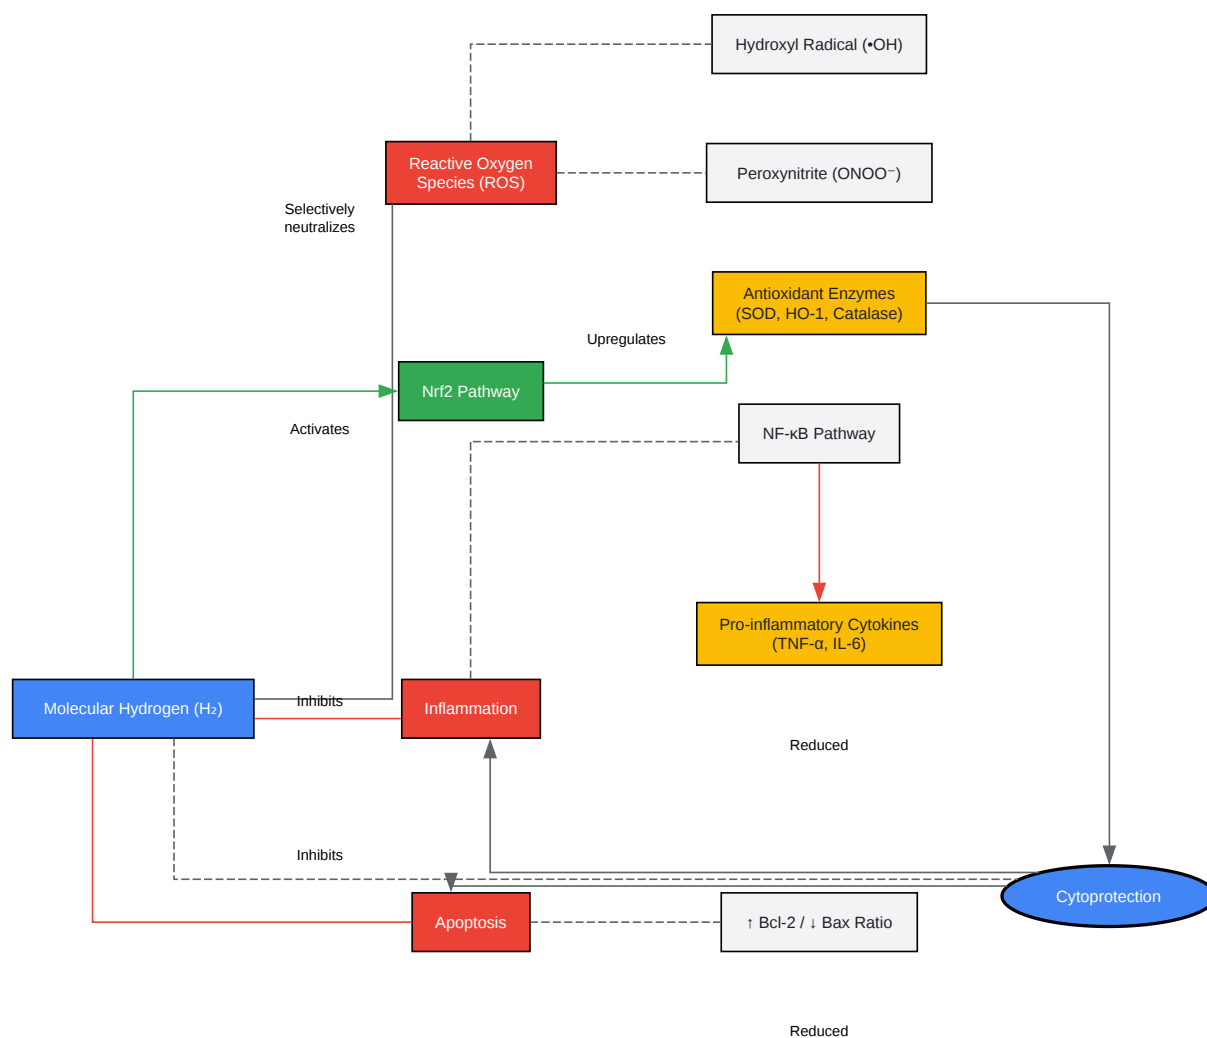 Hydroxyl Radical (•OH)
Reactive Oxygen
Species (ROS)
Peroxynitrite (ONOO⁻)
Selectively
neutralizes
Antioxidant Enzymes
(SOD, HO-1, Catalase)
Upregulates
Nrf2 Pathway
Activates
NF-κB Pathway
Pro-inflammatory Cytokines
(TNF-α, IL-6)
Molecular Hydrogen (H₂)
Inhibits
Inflammation
Reduced
Inhibits
Cytoprotection
Apoptosis
↑ Bcl-2 / ↓ Bax Ratio
Reduced